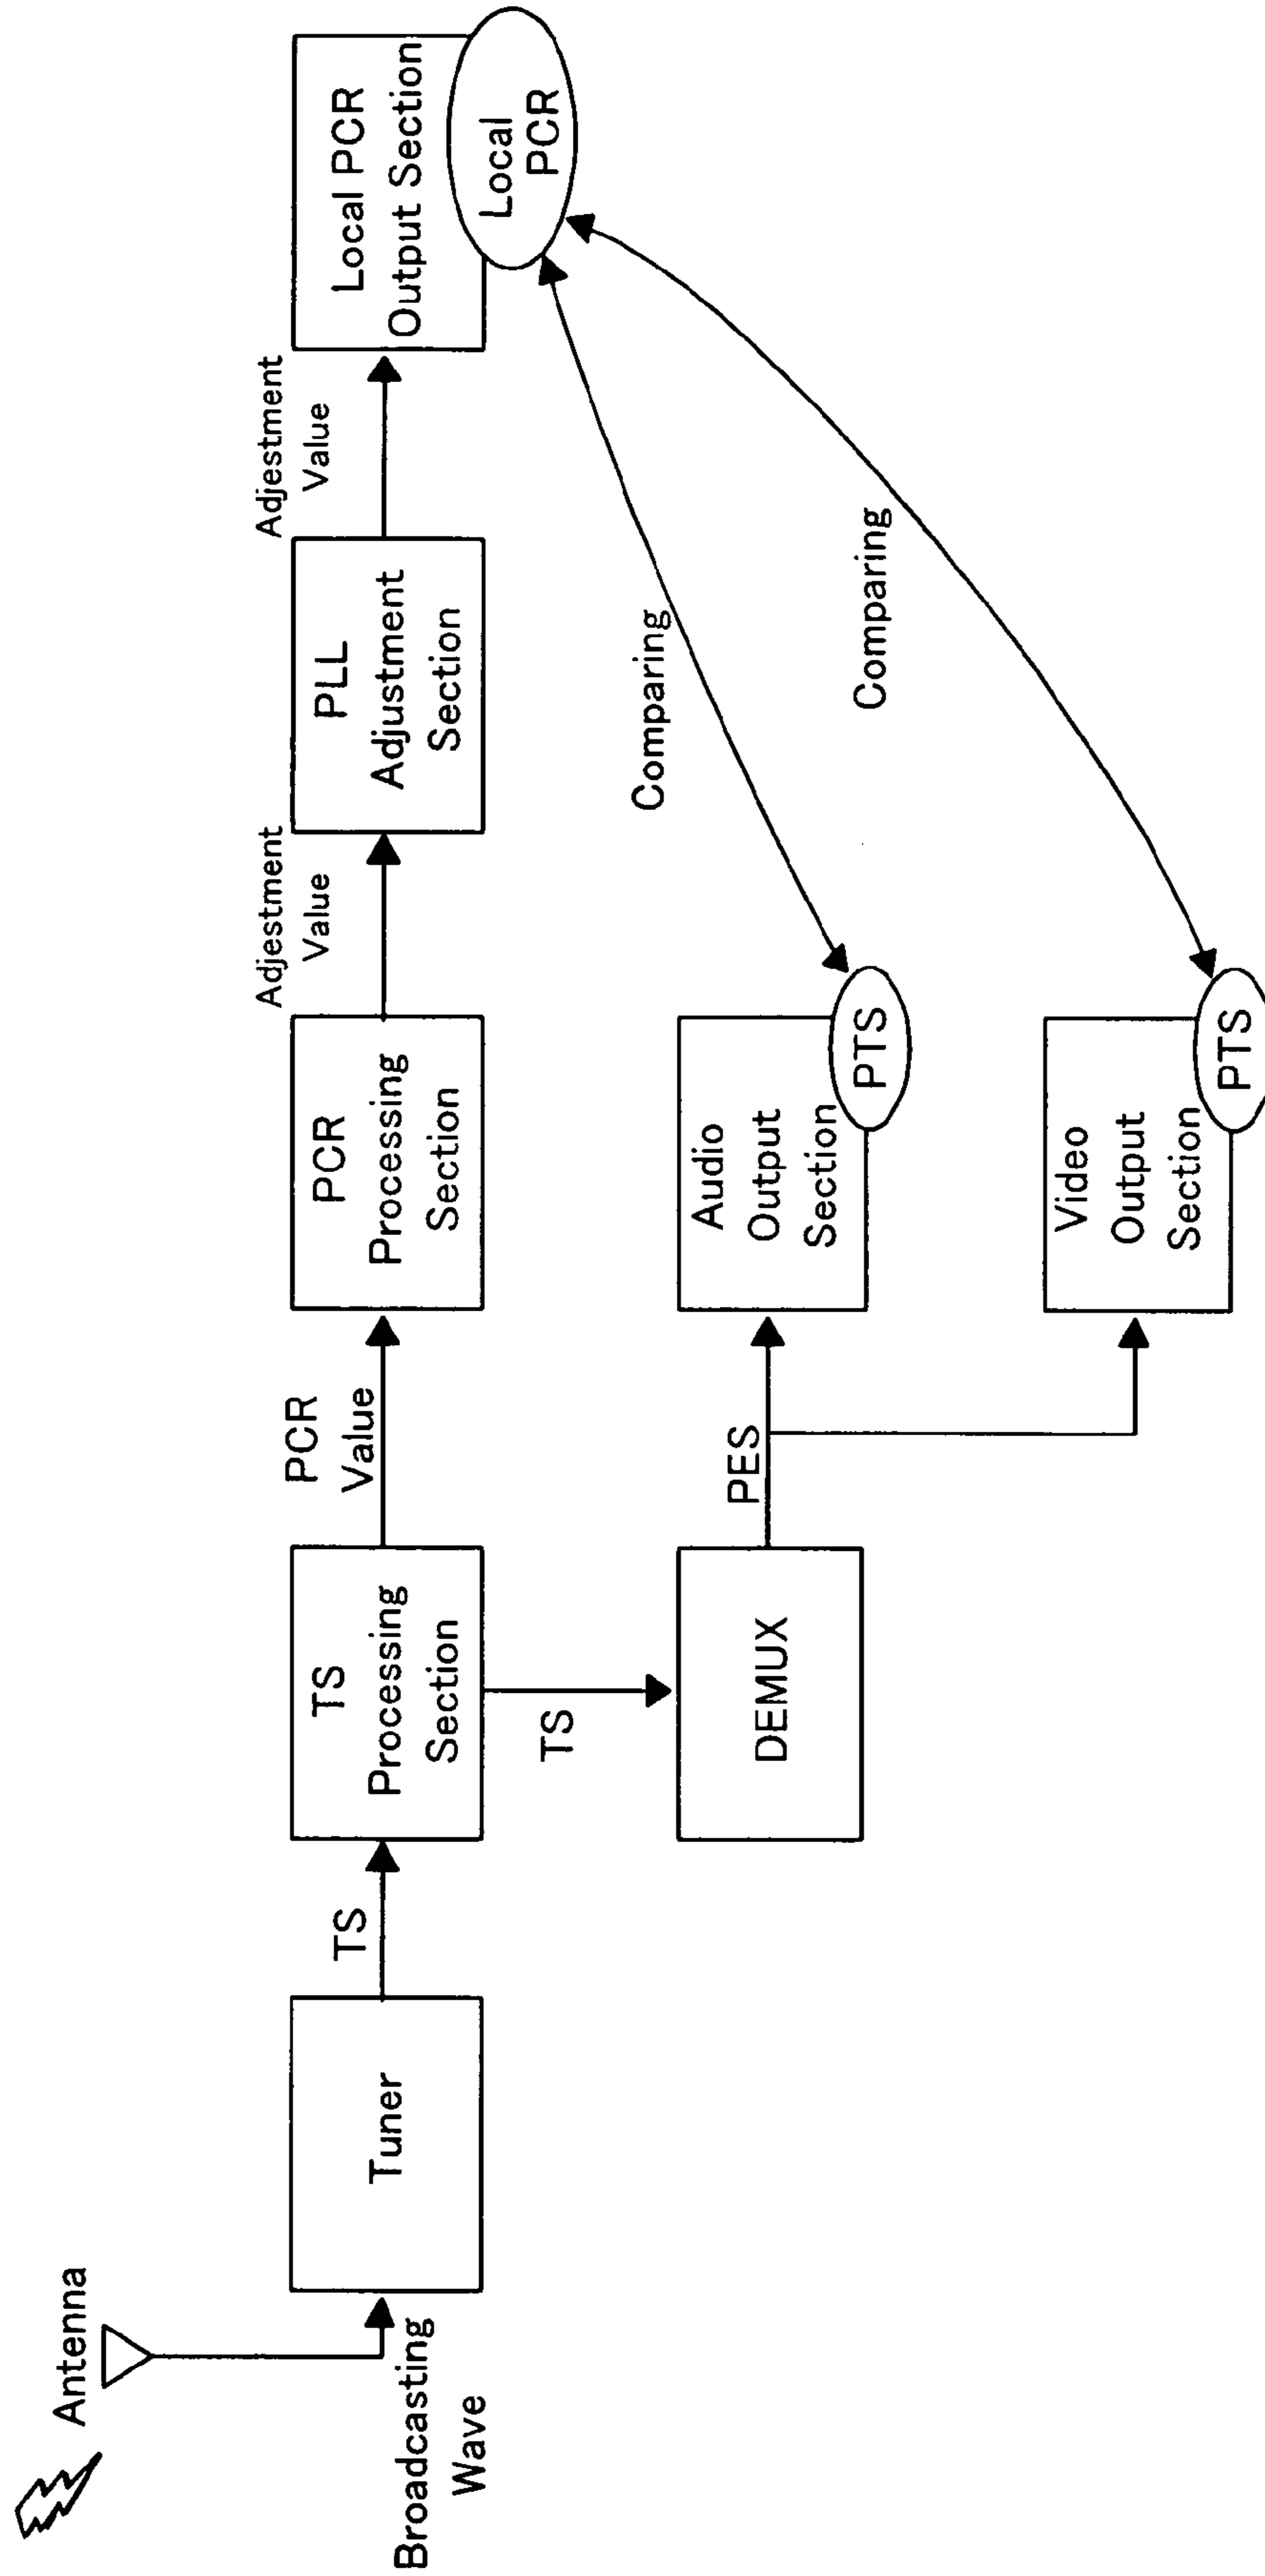 Antenna
Broadcasting
Wave
Tuner
TS
TS
Processing
Section
PCR
Value
PCR
Processing
Section
Adjestment
Value
PLL
Adjustment
Section
Adjestment
Value
Local PCR
Output Section
Local
PCR
TS
DEMUX
PES
Audio
Output
Section
PTS
Comparing
Video
Output
Section
PTS
Comparing